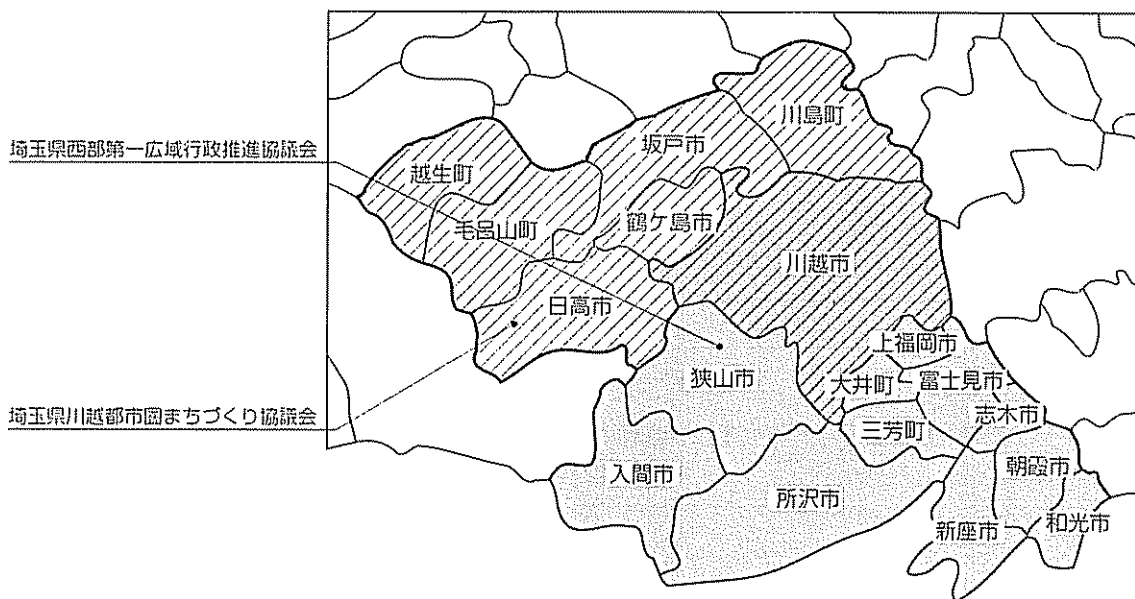 川島町
埼玉県西部第一広域行政推進協議会
坂戸市
越生町
毛呂山町
鶴ケ島市
川越市
日高市
上福岡市
狭山市
大井町
富士見市
埼玉県川越都市圏まちづくり協議会
志木市
三芳町
朝霞市
入間市
所沢市
新座市
和光市